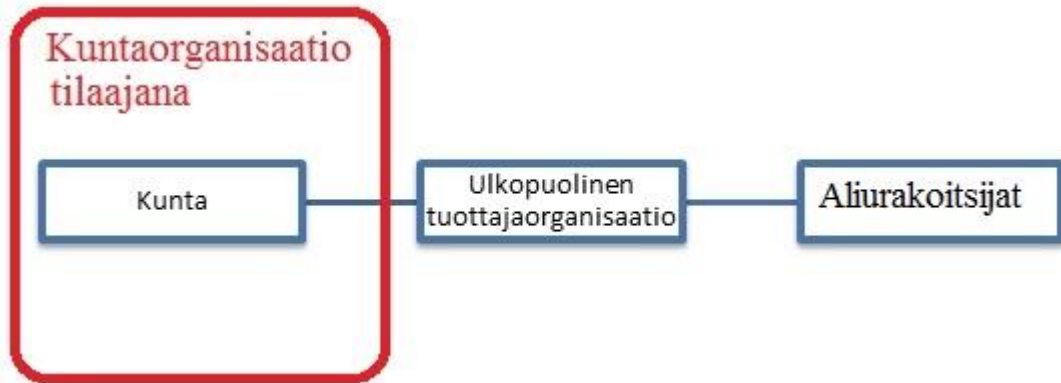 Kuntaorganisaatio
tilaajana
Kunta
Ulkopuolinen
tuottajaorganisaatio
Aliurakoitsijat